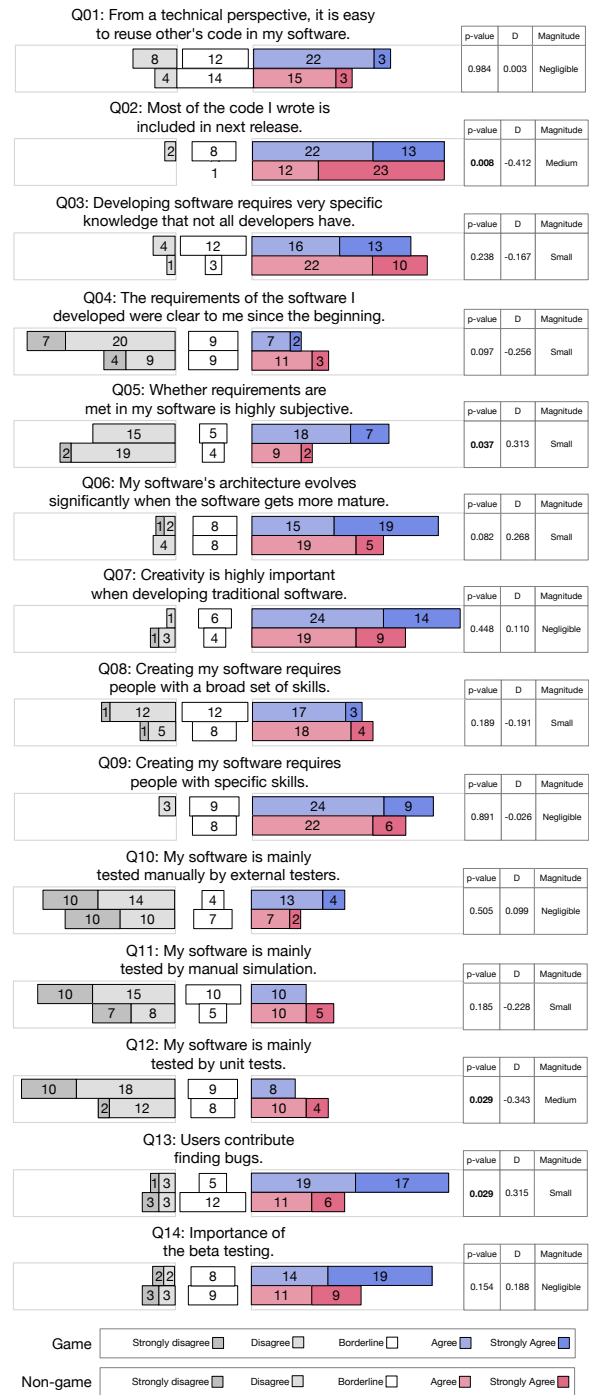 Q01: From a technical perspective, it is easy
to reuse other's code in my software.
p-value D Magnitude
8 12 22 3
4 14 15 3
0.984 0.003 Negligible
Q02: Most of the code I wrote is
included in next release.
p-value D Magnitude
2 8 22 13
1 12 23
0.008 -0.412 Medium
Q03: Developing software requires very specific
knowledge that not all developers have.
p-value D Magnitude
4 12 16 13
1 3 22 10
0.238 -0.167 Small
Q04: The requirements of the software I
developed were clear to me since the beginning.
p-value D Magnitude
7 20 9 7 2
4 9 9 11 3
0.097 -0.256 Small
Q05: Whether requirements are
met in my software is highly subjective.
p-value D Magnitude
15 5 18 7
2 19 4 9 2
0.037 0.313 Small
Q06: My software's architecture evolves
significantly when the software gets more mature.
p-value D Magnitude
1 2 8 15 19
4 8 19 5
0.082 0.268 Small
Q07: Creativity is highly important
when developing traditional software.
p-value D Magnitude
1 6 24 14
1 3 4 19 9
0.448 0.110 Negligible
Q08: Creating my software requires
people with a broad set of skills.
p-value D Magnitude
1 12 12 17 3
1 5 8 18 4
0.189 -0.191 Small
Q09: Creating my software requires
people with specific skills.
p-value D Magnitude
3 9 24 9
8 22 6
0.891 -0.026 Negligible
Q10: My software is mainly
tested manually by external testers.
p-value D Magnitude
10 14 4 13 4
10 10 7 7 2
0.505 0.099 Negligible
Q11: My software is mainly
tested by manual simulation.
p-value D Magnitude
10 15 10 10
7 8 5 10 5
0.185 -0.228 Small
Q12: My software is mainly
tested by unit tests.
p-value D Magnitude
10 18 9 8
2 12 8 10 4
0.029 -0.343 Medium
Q13: Users contribute
finding bugs.
p-value D Magnitude
1 3 5 19 17
3 3 12 11 6
0.029 0.315 Small
Q14: Importance of
the beta testing.
p-value D Magnitude
2 2 8 14 19
3 3 9 11 9
0.154 0.188 Negligible
Game Strongly disagree Disagree Borderline Agree Strongly Agree
Non-game Strongly disagree Disagree Borderline Agree Strongly Agree